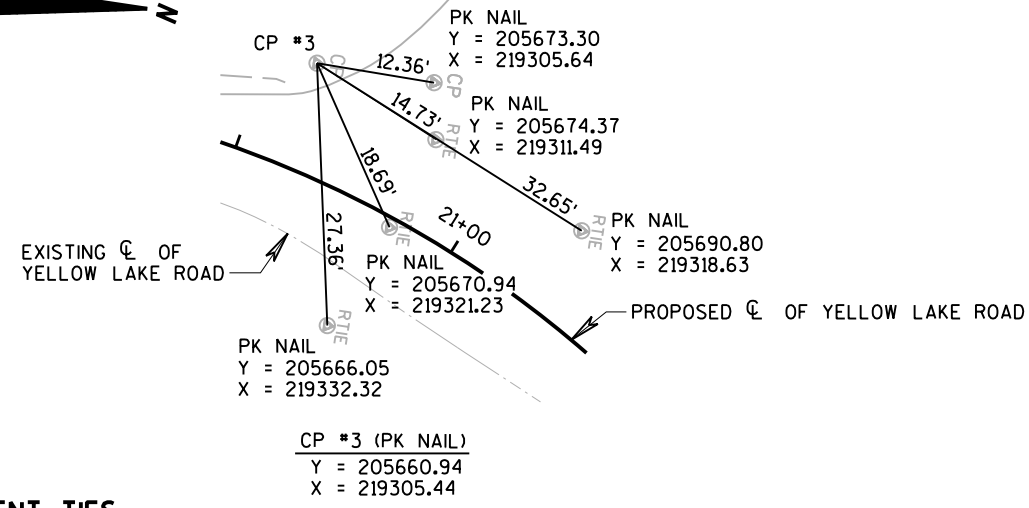 N
PK NAIL
Y = 205673.30
X = 219305.64
CP #3
CP
12.36'
CP
PK NAIL
Y = 205674.37
X = 219311.49
14.73'
RTIE
18.69'
32.65'
RTIE
PK NAIL
Y = 205690.80
X = 219318.63
27.36'
RTIE
21+00
EXISTING ℄ OF
YELLOW LAKE ROAD
PK NAIL
Y = 205670.94
X = 219321.23
PROPOSED ℄ OF YELLOW LAKE ROAD
RTIE
PK NAIL
Y = 205666.05
X = 219332.32
CP #3 (PK NAIL)
Y = 205660.94
X = 219305.44